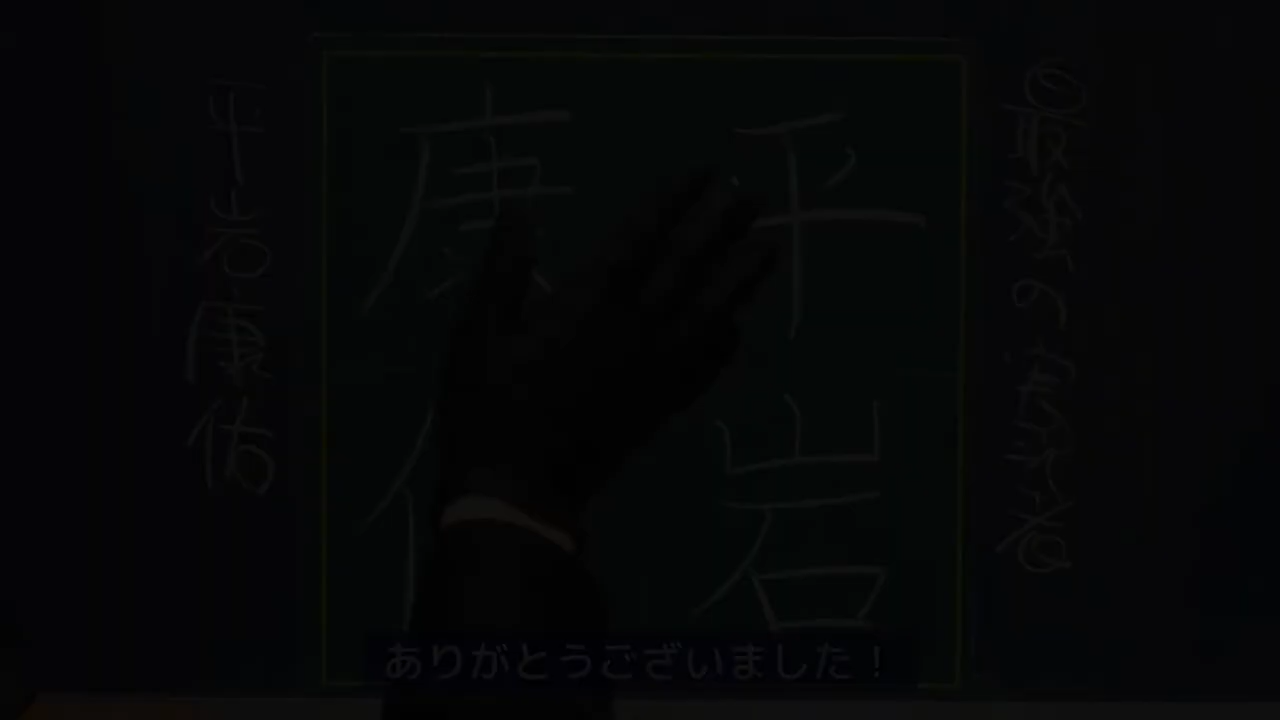 最強の
平岩
康
平岩康佑
ありがとうございました！